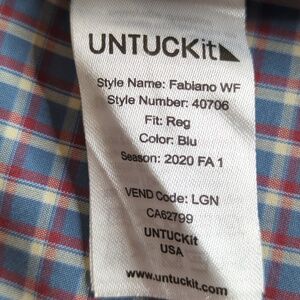 UNTUCKit
Style Name: Fabiano WF
Style Number: 40706
Fit: Reg
Color: Blu
Season: 2020 FA 1
VEND Code: LGN
CA62799
UNTUCKit
USA
www.untuckit.com